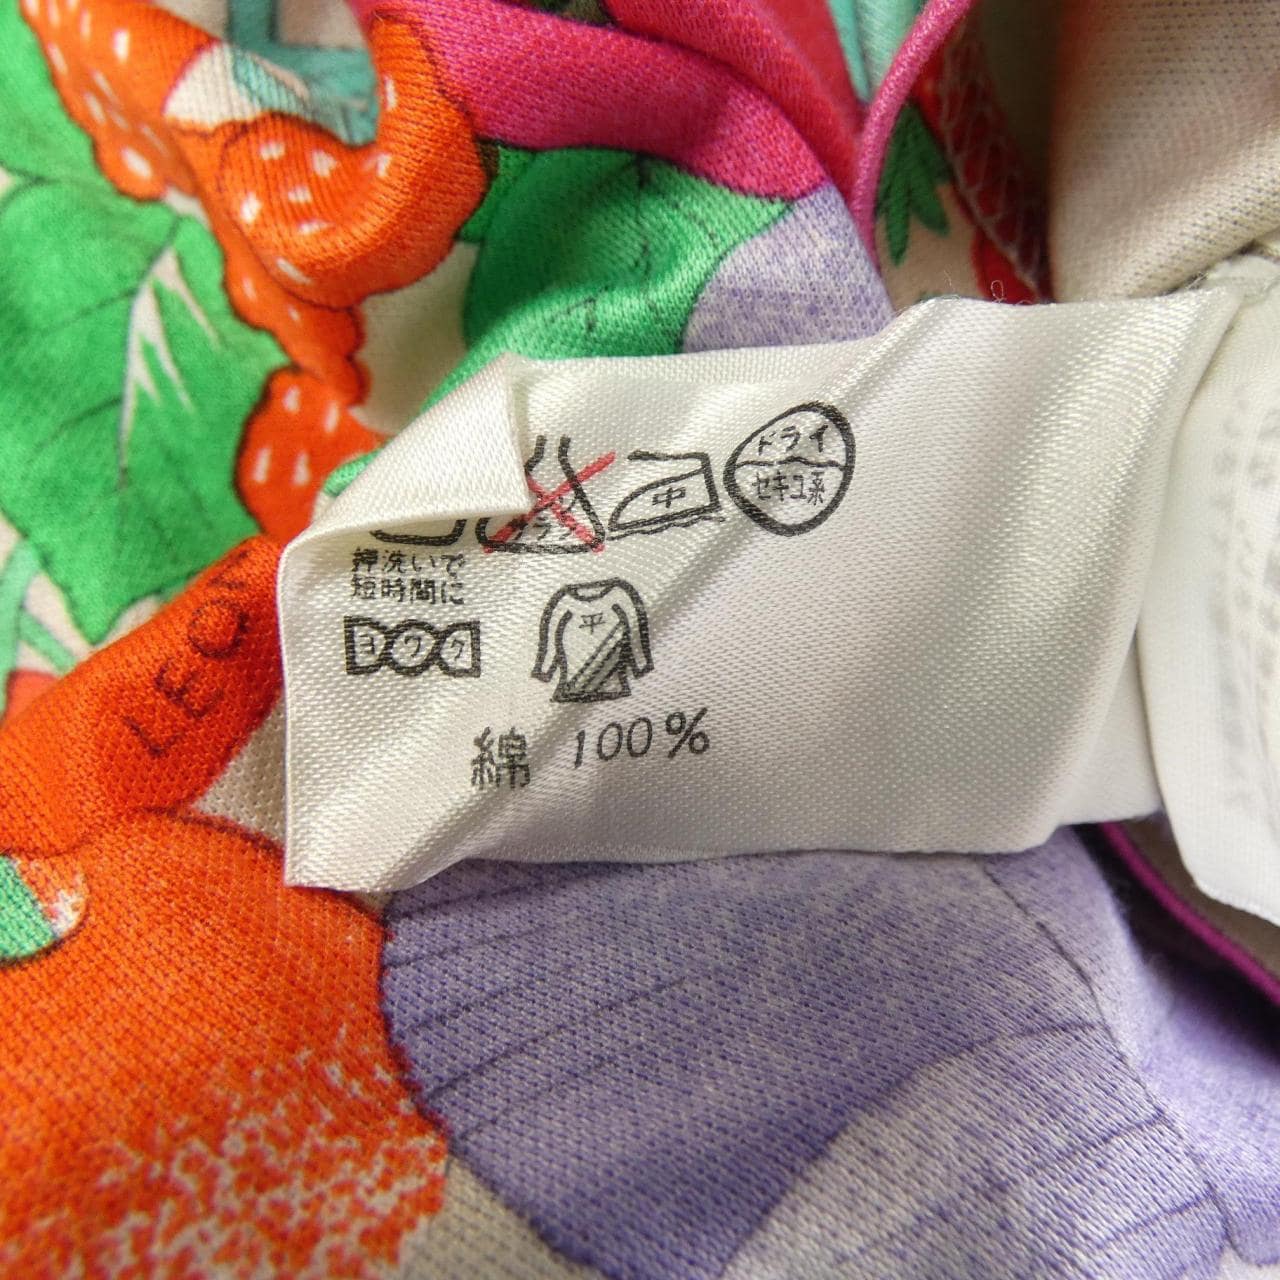 ドライ
セキユ系
中
押洗いで
短時間に
ヨワク
平
綿 100%
LEON